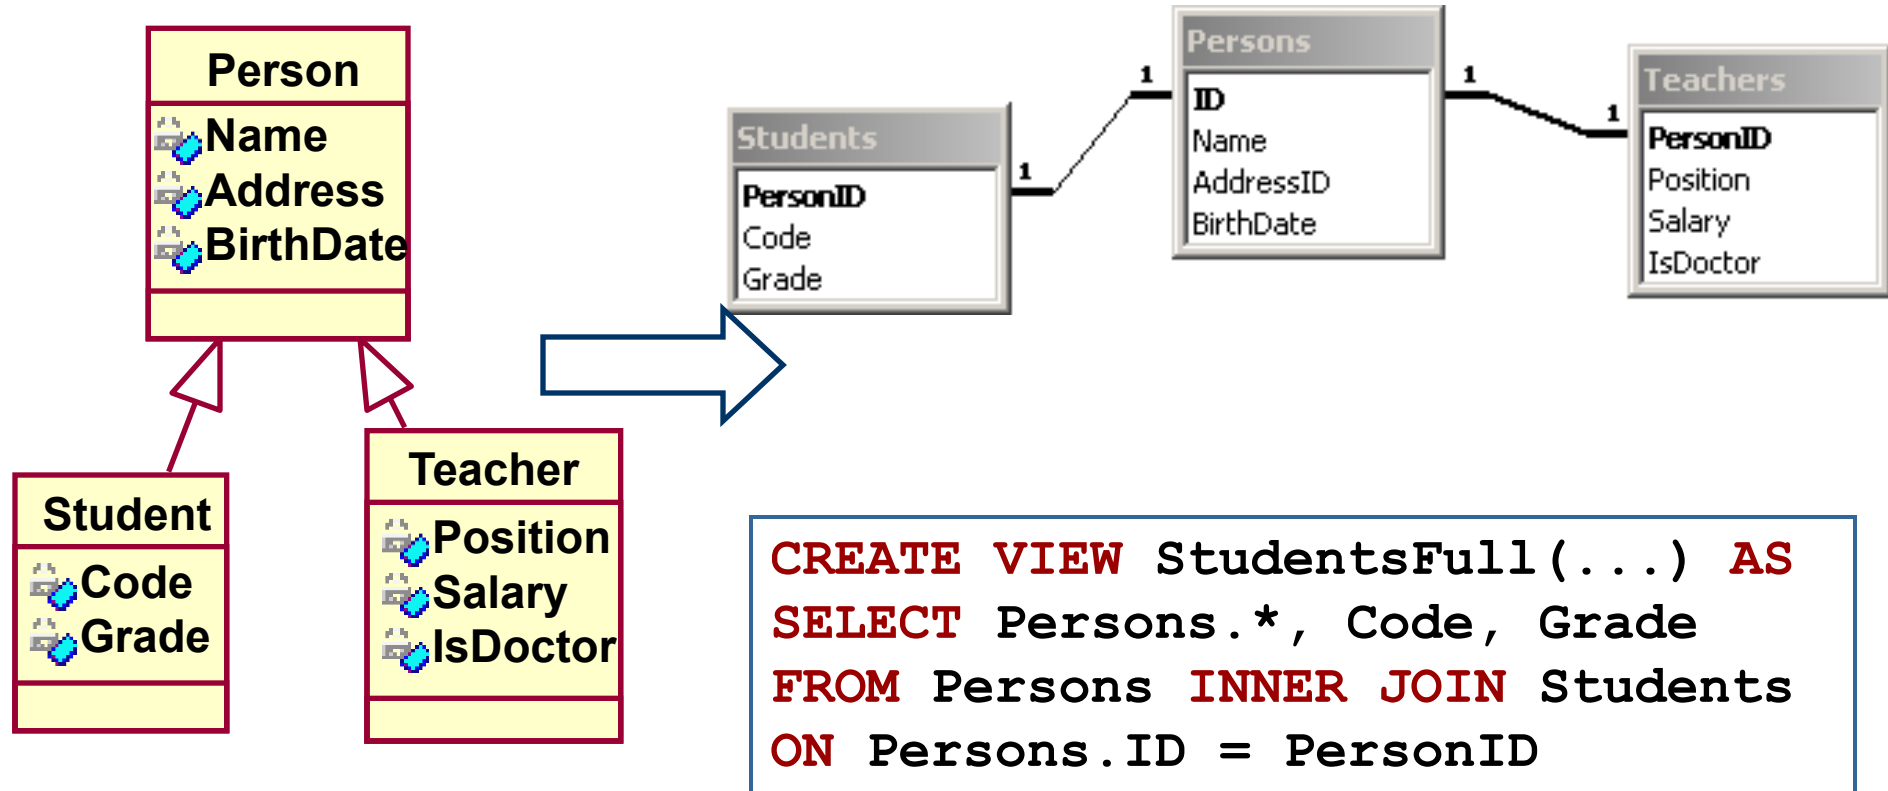 Person
Name
Address
BirthDate
Student
Code
Grade
Teacher
Position
Salary
IsDoctor
Students
PersonID
Code
Grade
1
1
Persons
ID
Name
AddressID
BirthDate
1
1
Teachers
PersonID
Position
Salary
IsDoctor
CREATE VIEW StudentsFull(...) AS
SELECT Persons.*, Code, Grade
FROM Persons INNER JOIN Students
ON Persons.ID = PersonID